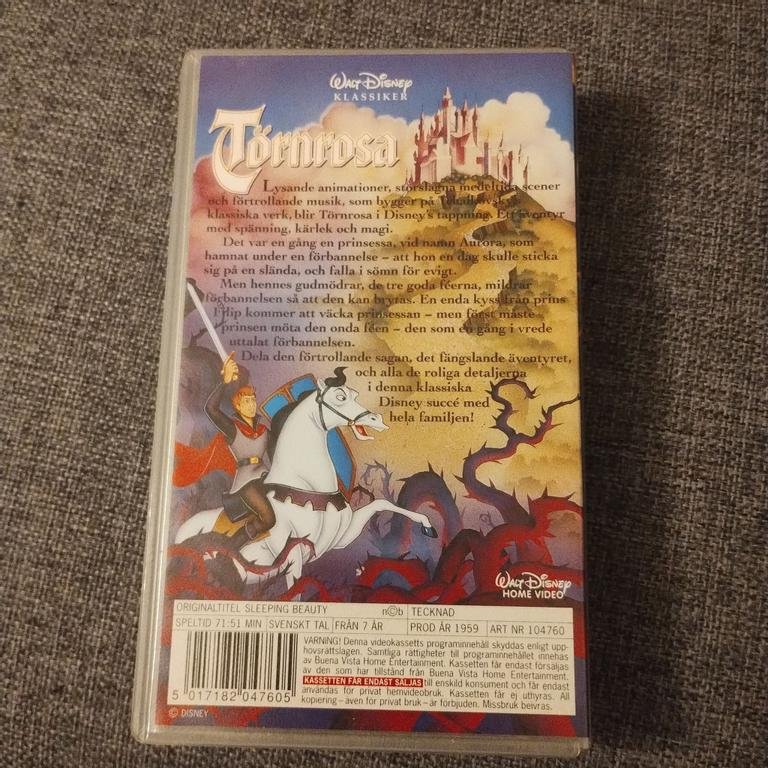 WALT DISNEY
KLASSIKER
Törnrosa
Lysande animationer, storslagna medeltida scener
och förtrollande musik, som bygger på Tchaikovskys
klassiska verk, blir Törnrosa i Disney's tappning. Ett äventyr
med spänning, kärlek och magi.
Det var en gång en prinsessa, vid namn Aurora, som
hamnat under en förbannelse – att hon en dag skulle sticka
sig på en slända, och falla i sömn för evigt.
Men hennes gudmödrar, de tre goda féerna, mildrar
förbannelsen så att den kan brytas. En enda kyss från prins
Filip kommer att väcka prinsessan – men först måste
prinsen möta den onda féen – den som en gång i vrede
uttalat förbannelsen.
Dela den förtrollande sagan, det fängslande äventyret,
och alla de roliga detaljerna
i denna klassiska
Disney succé med
hela familjen!
WALT DISNEY
HOME VIDEO
ORIGINALTITEL SLEEPING BEAUTY n©b TECKNAD
SPELTID 71:51 MIN SVENSKT TAL FRÅN 7 ÅR PROD ÅR 1959 ART NR 104760
VARNING! Denna videokassetts programinnehåll skyddas enligt upp-
hovsrättslagen. Samtliga rättigheter till programinnehållet innehas
av Buena Vista Home Entertainment. Kassetten får endast försäljas
av den som har tillstånd från Buena Vista Home Entertainment.
KASSETTEN FÅR ENDAST SÄLJAS till enskild konsument och får endast
användas för privat hemvideobruk. Kassetten får ej uthyras. All
kopiering – även för privat bruk – är förbjuden. Missbruk beivras.
5 017182 047605
© DISNEY